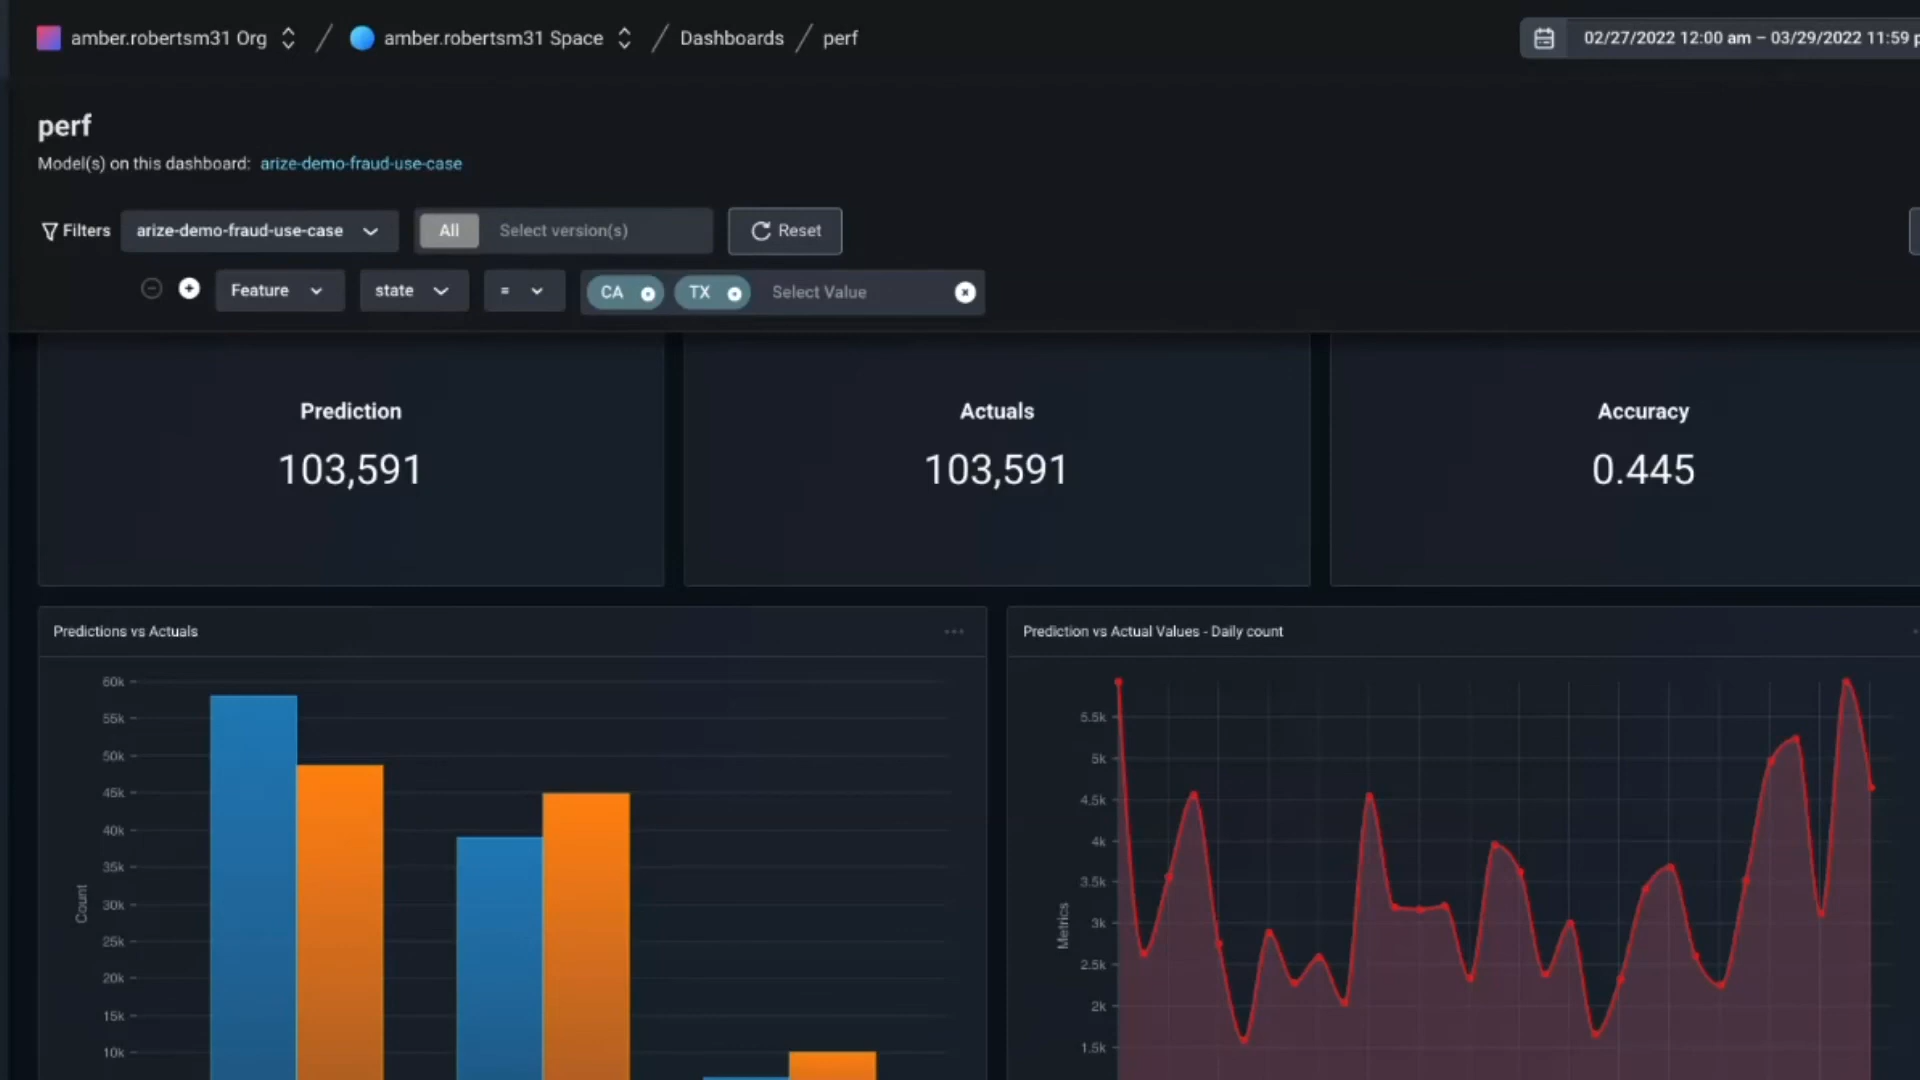 amber.robertsm31 Org / amber.robertsm31 Space / Dashboards / perf
02/27/2022 12:00 am – 03/29/2022 11:59 p
perf
Model(s) on this dashboard: arize-demo-fraud-use-case
Filters arize-demo-fraud-use-case All Select version(s) Reset
Feature state = CA TX Select Value
Prediction
103,591
Actuals
103,591
Accuracy
0.445
Predictions vs Actuals
60k
55k
50k
45k
40k
35k
30k
25k
20k
15k
10k
Count
Prediction vs Actual Values - Daily count
5.5k
5k
4.5k
4k
3.5k
3k
2.5k
2k
1.5k
Metrics